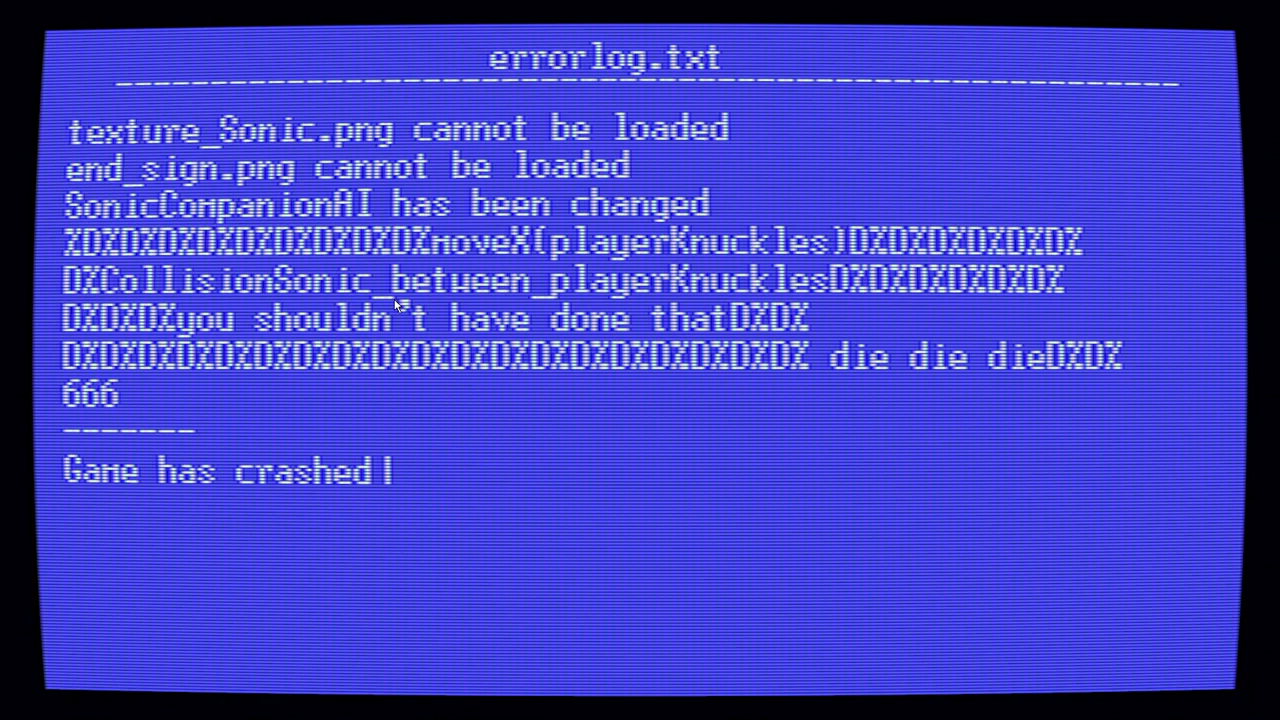 errorlog.txt
------------------------------------------------------
texture_Sonic.png cannot be loaded
end_sign.png cannot be loaded
SonicCompanionAI has been changed
XDXDXDXDXDXDXDXDXDXmoveX(playerKnuckles)DXDXDXDXDXDX
DXCollisionSonic_between_playerKnucklesDXDXDXDXDXDX
DXDXDXyou shouldn"t have done thatDXDX
DXDXDXDXDXDXDXDXDXDXDXDXDXDXDXDXDXDXDX die die dieDXDX
666
-------
Game has crashed|